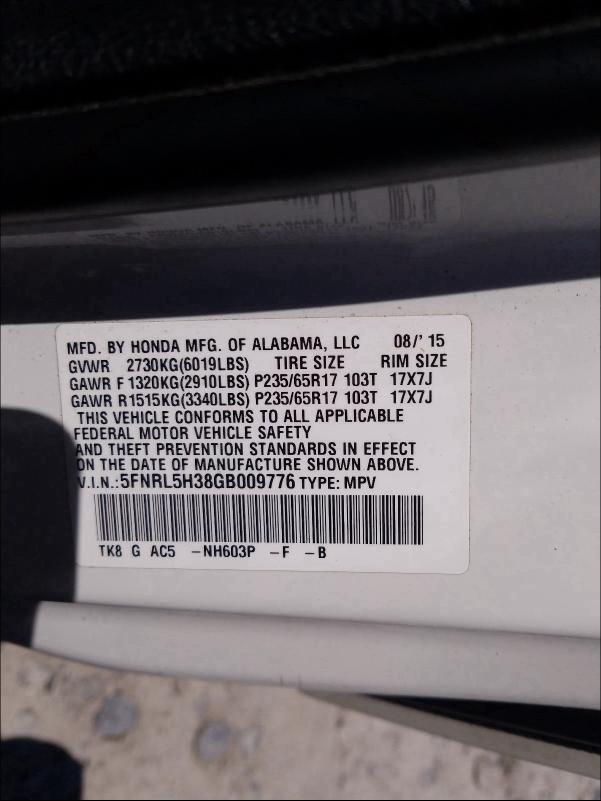 MFD. BY HONDA MFG. OF ALABAMA, LLC 08/'15
GVWR 2730KG(6019LBS) TIRE SIZE RIM SIZE
GAWR F1320KG(2910LBS) P235/65R17 103T 17X7J
GAWR R1515KG(3340LBS) P235/65R17 103T 17X7J
THIS VEHICLE CONFORMS TO ALL APPLICABLE
FEDERAL MOTOR VEHICLE SAFETY
AND THEFT PREVENTION STANDARDS IN EFFECT
ON THE DATE OF MANUFACTURE SHOWN ABOVE.
V.I.N.:5FNRL5H38GB009776 TYPE: MPV
TK8 G AC5 -NH603P -F -B